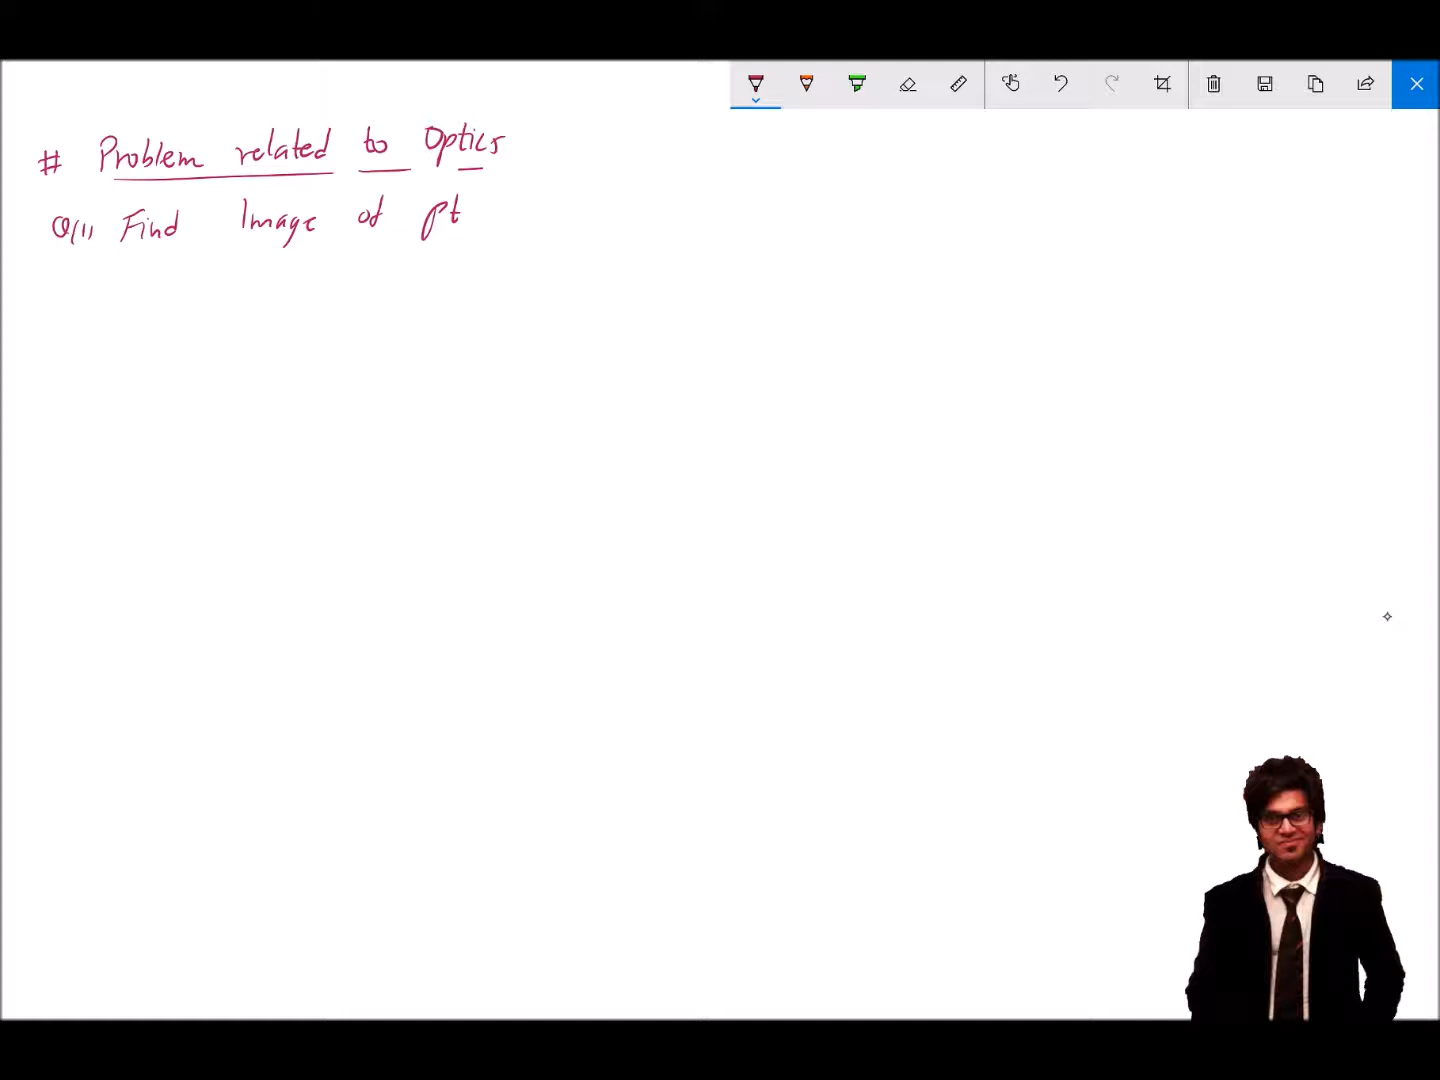 # Problem related to Optics
Q(1) Find Image of pt